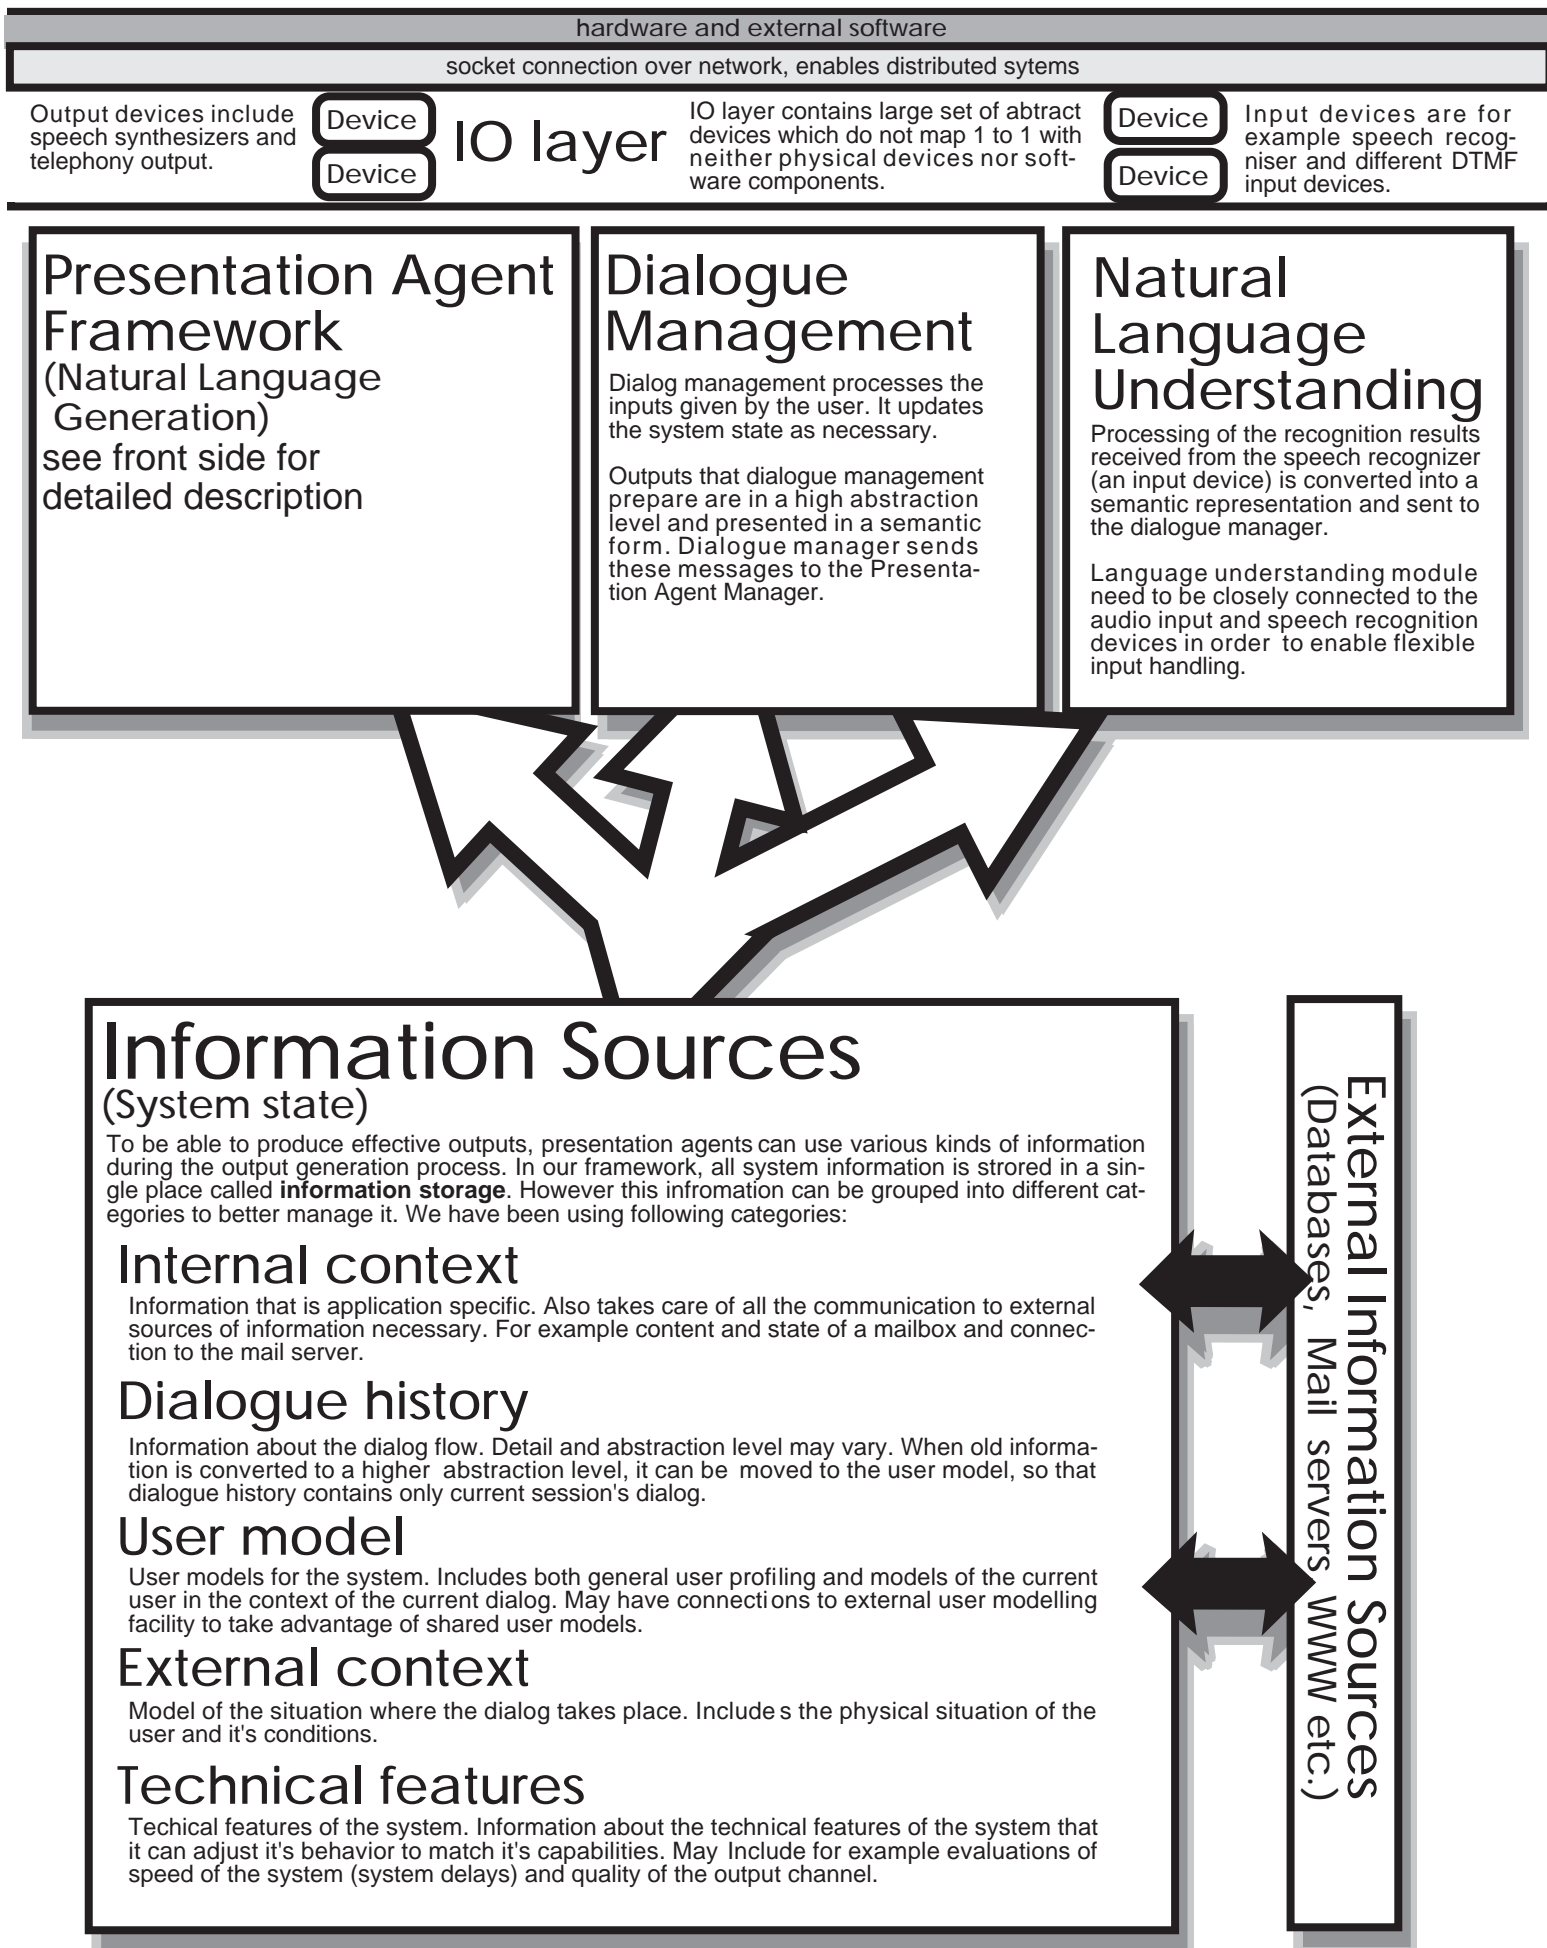 hardware and external software
socket connection over network, enables distributed sytems
Output devices include
speech synthesizers and
telephony output.
Device
Device
IO layer
IO layer contains large set of abtract
devices which do not map 1 to 1 with
neither physical devices nor soft-
ware components.
Device
Device
Input devices are for
example speech recog-
niser and different DTMF
input devices.
Presentation Agent
Framework
(Natural Language
Generation)
see front side for
detailed description
Dialogue
Management
Dialog management processes the
inputs given by the user. It updates
the system state as necessary.
Outputs that dialogue management
prepare are in a high abstraction
level and presented in a semantic
form. Dialogue manager sends
these messages to the Presenta-
tion Agent Manager.
Natural
Language
Understanding
Processing of the recognition results
received from the speech recognizer
(an input device) is converted into a
semantic representation and sent to
the dialogue manager.
Language understanding module
need to be closely connected to the
audio input and speech recognition
devices in order to enable flexible
input handling.
Information Sources
(System state)
To be able to produce effective outputs, presentation agents can use various kinds of information
during the output generation process. In our framework, all system information is strored in a sin-
gle place called information storage. However this infromation can be grouped into different cat-
egories to better manage it. We have been using following categories:
Internal context
Information that is application specific. Also takes care of all the communication to external
sources of information necessary. For example content and state of a mailbox and connec-
tion to the mail server.
Dialogue history
Information about the dialog flow. Detail and abstraction level may vary. When old informa-
tion is converted to a higher abstraction level, it can be moved to the user model, so that
dialogue history contains only current session's dialog.
User model
User models for the system. Includes both general user profiling and models of the current
user in the context of the current dialog. May have connections to external user modelling
facility to take advantage of shared user models.
External context
Model of the situation where the dialog takes place. Includes the physical situation of the
user and it's conditions.
Technical features
Techical features of the system. Information about the technical features of the system that
it can adjust it's behavior to match it's capabilities. May Include for example evaluations of
speed of the system (system delays) and quality of the output channel.
External Information Sources
(Databases, Mail servers WWW etc.)